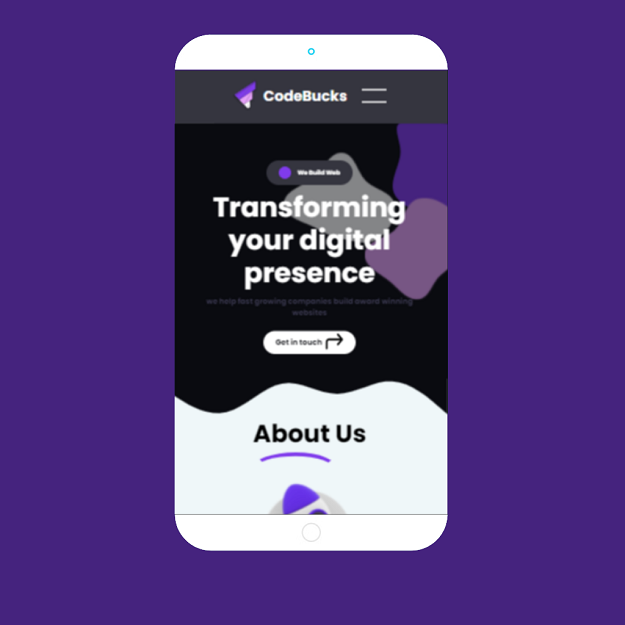 CodeBucks
We Build Web
Transforming
your digital
presence
we help fast growing companies build award winning
websites
Get in touch
About Us